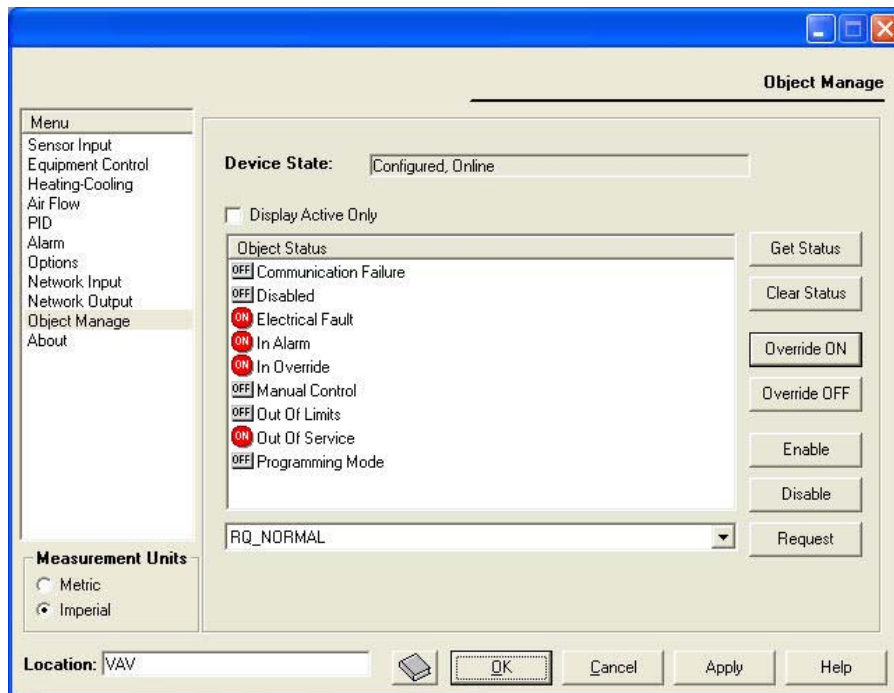 Object Manage
Menu
Sensor Input
Equipment Control
Heating-Cooling
Air Flow
PID
Alarm
Options
Network Input
Network Output
Object Manage
About
Device State: Configured, Online
Display Active Only
Object Status
OFF Communication Failure
OFF Disabled
ON Electrical Fault
ON In Alarm
ON In Override
OFF Manual Control
OFF Out Of Limits
ON Out Of Service
OFF Programming Mode
RQ_NORMAL
Get Status
Clear Status
Override ON
Override OFF
Enable
Disable
Request
Measurement Units
Metric
Imperial
Location: VAV
OK
Cancel
Apply
Help